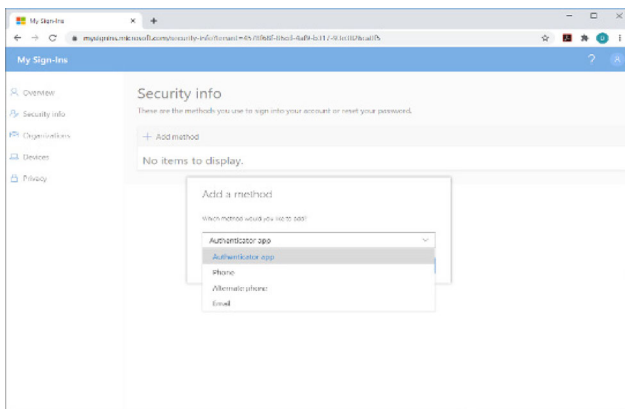 My Sign-Ins
My Sign-Ins
?
Overview
Security info
Organizations
Devices
Privacy
Security info
These are the methods you use to sign into your account or reset your password.
+ Add method
No items to display.
Add a method
Which method would you like to add?
Authenticator app
Authenticator app
Phone
Alternate phone
Email